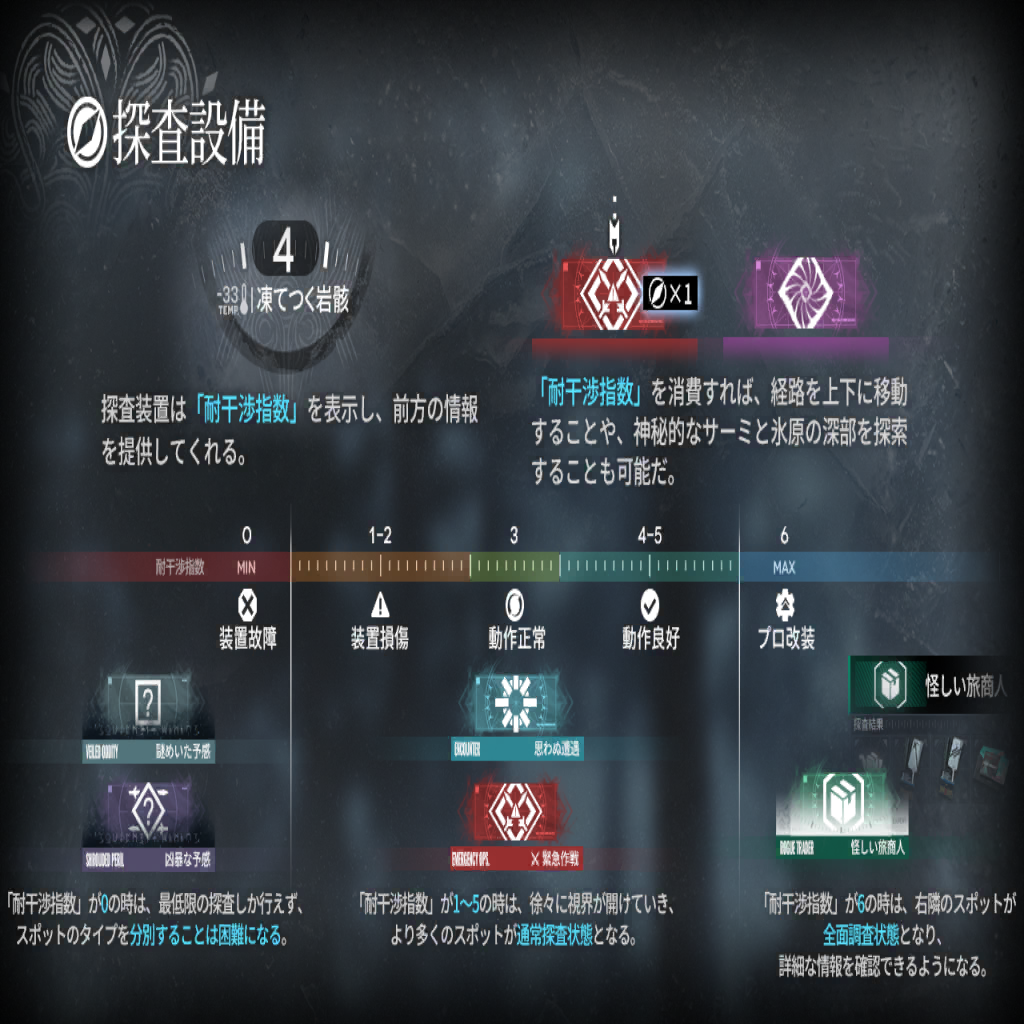 探査設備
4
-33
TEMP.
凍てつく岩骸
×1
探査装置は「耐干渉指数」を表示し、前方の情報
を提供してくれる。
「耐干渉指数」を消費すれば、経路を上下に移動
することや、神秘的なサーミと氷原の深部を探索
することも可能だ。
0 1-2 3 4-5 6
耐干渉指数 MIN MAX
装置故障 装置損傷 動作正常 動作良好 プロ改装
怪しい旅商人
探査結果
VEILED ODDITY 謎めいた予感
ENCOUNTER 思わぬ遭遇
SHROUDED PERIL 凶暴な予感
EMERGENCY OPS. 緊急作戦
ROGUE TRADER 怪しい旅商人
「耐干渉指数」が0の時は、最低限の探査しか行えず、
スポットのタイプを分別することは困難になる。
「耐干渉指数」が1~5の時は、徐々に視界が開けていき、
より多くのスポットが通常探査状態となる。
「耐干渉指数」が6の時は、右隣のスポットが
全面調査状態となり、
詳細な情報を確認できるようになる。